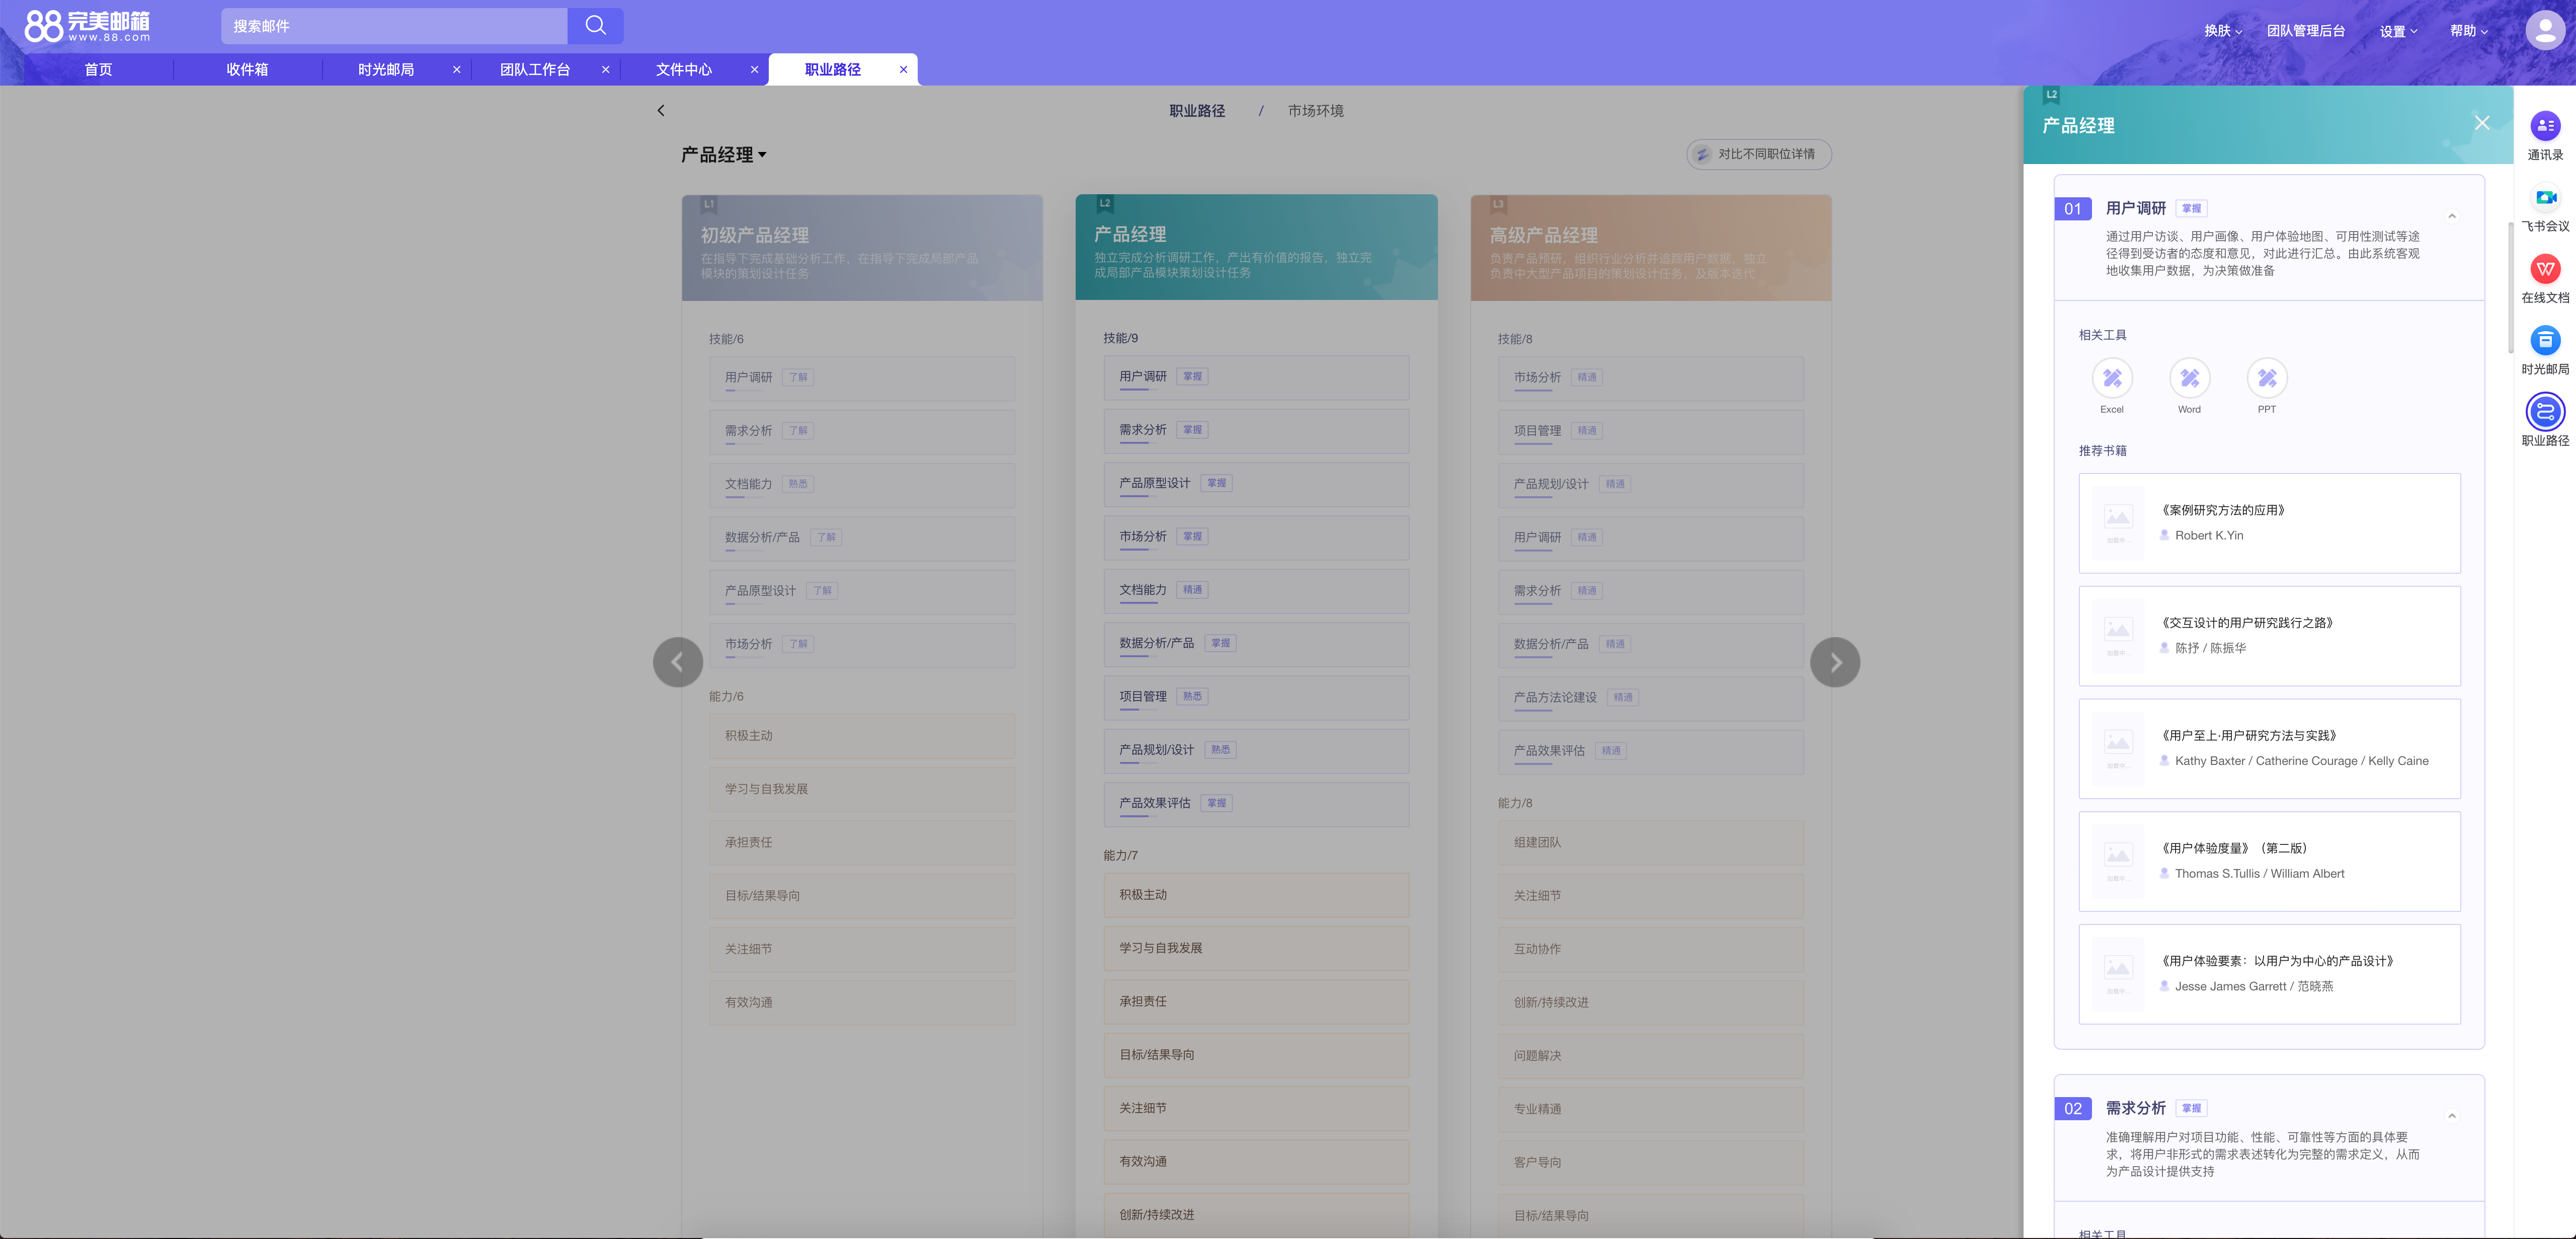 88完美邮箱
www.88.com
搜索邮件
换肤
团队管理后台
设置
帮助
首页
收件箱
时光邮局
团队工作台
文件中心
职业路径
职业路径 / 市场环境
产品经理
对比不同职位详情
L1
初级产品经理
在指导下完成基础分析工作，在指导下完成局部产品
模块的策划设计任务
技能/6
用户调研 了解
需求分析 了解
文档能力 熟悉
数据分析/产品 了解
产品原型设计 了解
市场分析 了解
能力/6
积极主动
学习与自我发展
承担责任
目标/结果导向
关注细节
有效沟通
L2
产品经理
独立完成分析调研工作，产出有价值的报告，独立完
成局部产品模块策划设计任务
技能/9
用户调研 掌握
需求分析 掌握
产品原型设计 掌握
市场分析 掌握
文档能力 精通
数据分析/产品 掌握
项目管理 熟悉
产品规划/设计 熟悉
产品效果评估 掌握
能力/7
积极主动
学习与自我发展
承担责任
目标/结果导向
关注细节
有效沟通
创新/持续改进
L3
高级产品经理
负责产品预研，组织行业分析并追踪用户数据，独立
负责中大型产品项目的策划设计任务，及版本迭代
技能/8
市场分析 精通
项目管理 精通
产品规划/设计 精通
用户调研 精通
需求分析 精通
数据分析/产品 精通
产品方法论建设 精通
产品效果评估 精通
能力/8
组建团队
关注细节
互动协作
创新/持续改进
问题解决
专业精通
客户导向
目标/结果导向
L2
产品经理
01 用户调研 掌握
通过用户访谈、用户画像、用户体验地图、可用性测试等途
径得到受访者的态度和意见，对此进行汇总。由此系统客观
地收集用户数据，为决策做准备
相关工具
Excel
Word
PPT
推荐书籍
加载中...
《案例研究方法的应用》
Robert K.Yin
加载中...
《交互设计的用户研究践行之路》
陈抒 / 陈振华
加载中...
《用户至上·用户研究方法与实践》
Kathy Baxter / Catherine Courage / Kelly Caine
加载中...
《用户体验度量》（第二版）
Thomas S.Tullis / William Albert
加载中...
《用户体验要素：以用户为中心的产品设计》
Jesse James Garrett / 范晓燕
02 需求分析 掌握
准确理解用户对项目功能、性能、可靠性等方面的具体要
求，将用户非形式的需求表述转化为完整的需求定义，从而
为产品设计提供支持
相关工具
通讯录
飞书会议
在线文档
时光邮局
职业路径